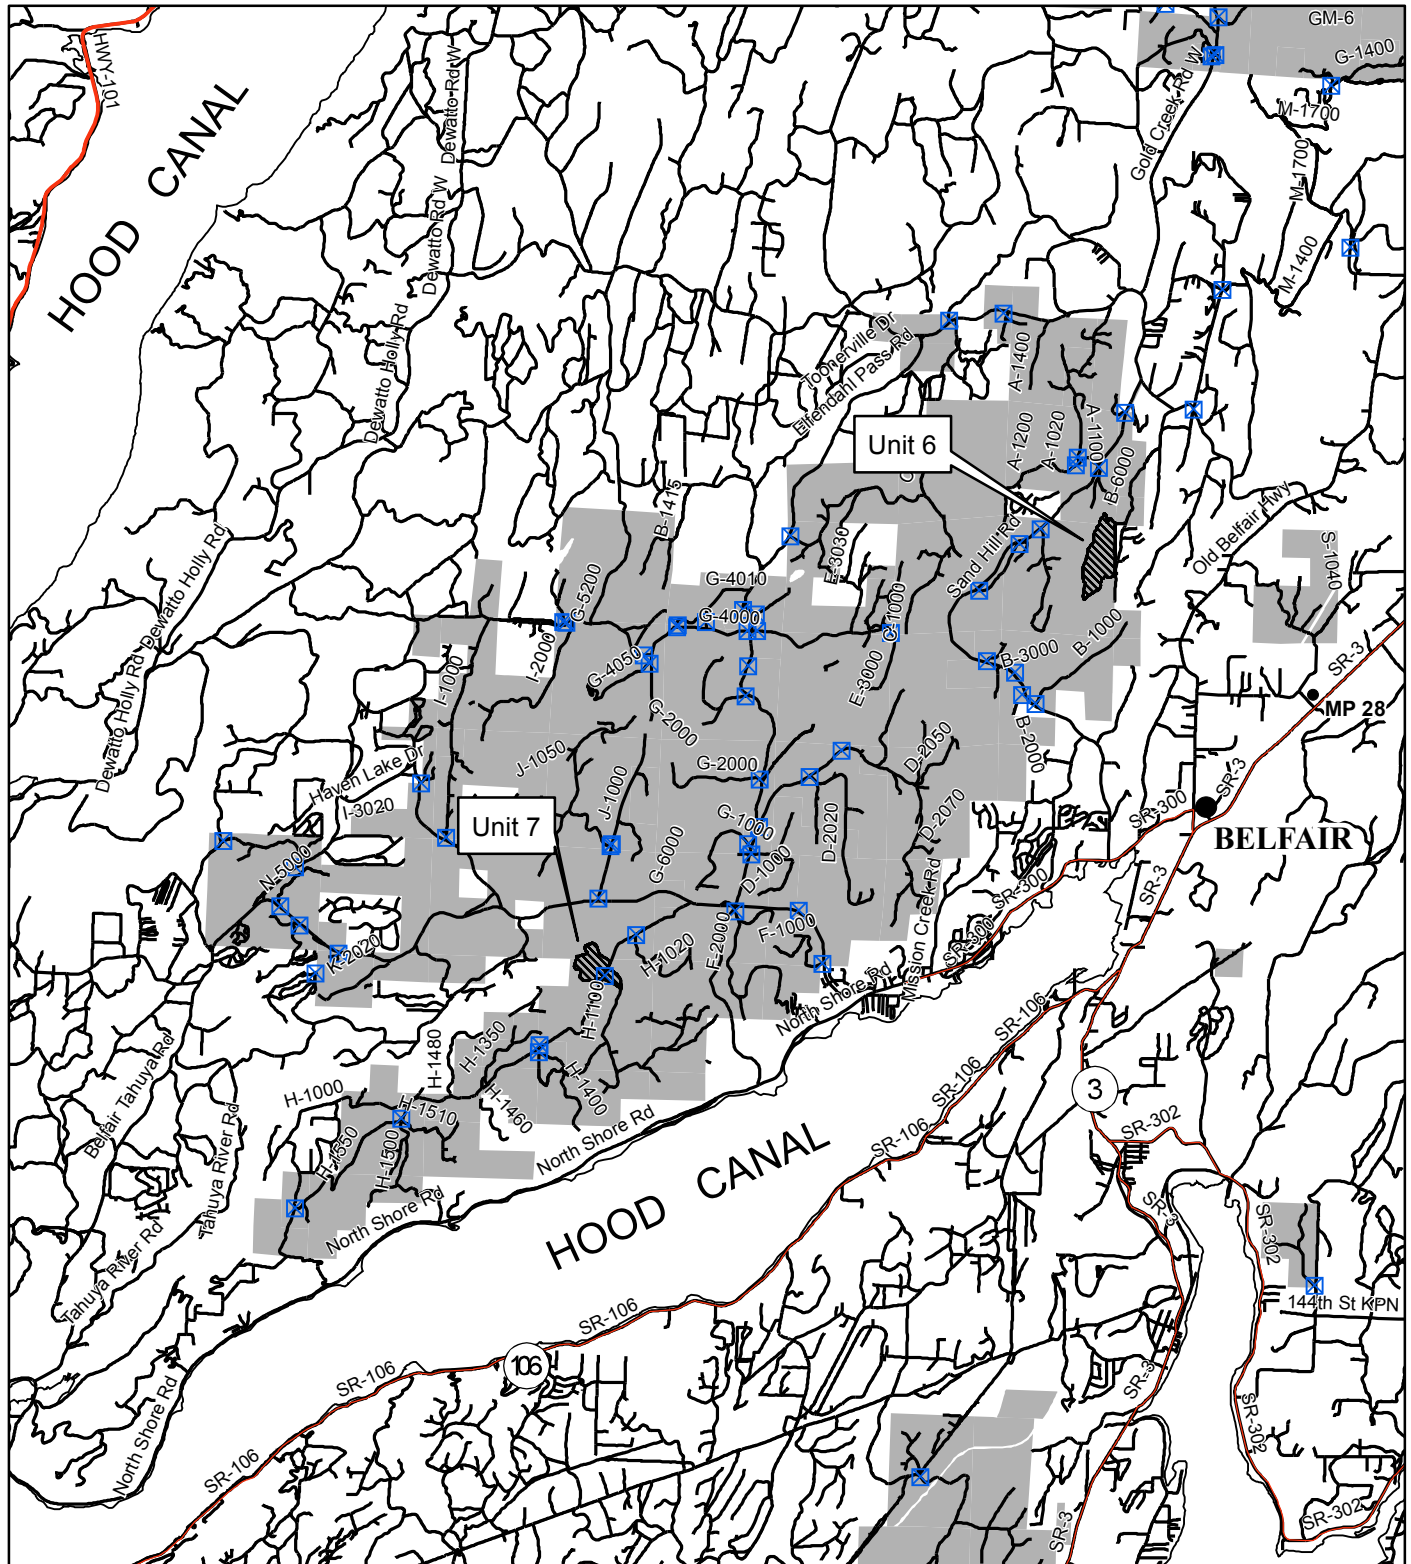 GM-6
G-1400
HWY-101
Gold Creek Rd W
M-1700
M-1700
HOOD CANAL
Dewatto Rd W
Dewatto Rd W
M-1400
Toonerville Dr
Elfendahl Pass Rd
Dewatto Holly Rd
A-1400
Unit 6
A-1200
A-1020
A-1100
B-6000
B-1415
Old Belfair Hwy
Sand Hill Rd
S-1040
E-3030
Dewatto Holly Rd
Dewatto Holly Rd
G-4010
G-5200
G-4000
C-1000
B-1000
I-2000
I-1000
G-4050
E-3000
B-3000
SR-3
MP 28
G-2000
B-2000
J-1050
G-2000
D-2050
Haven Lake Dr
I-3020
J-1000
G-1000
D-2020
D-2070
SR-300
SR-3
Unit 7
BELFAIR
G-6000
D-1000
N-5000
SR-300
SR-3
F-1000
F-2000
H-1020
K-2020
SR-300
Mission Creek Rd
North Shore Rd
H-1100
SR-106
H-1350
H-1480
Belfair Tahuya Rd
H-1400
H-1460
H-1000
H-1510
3
SR-106
SR-302
H-1550
H-1500
Tahuya River Rd
North Shore Rd
SR-106
HOOD CANAL
North Shore Rd
SR-3
SR-302
Tahuya River Rd
144th St KPN
SR-106
106
SR-106
SR-3
North Shore Rd
SR-302
SR-106
SR-302
SR-3